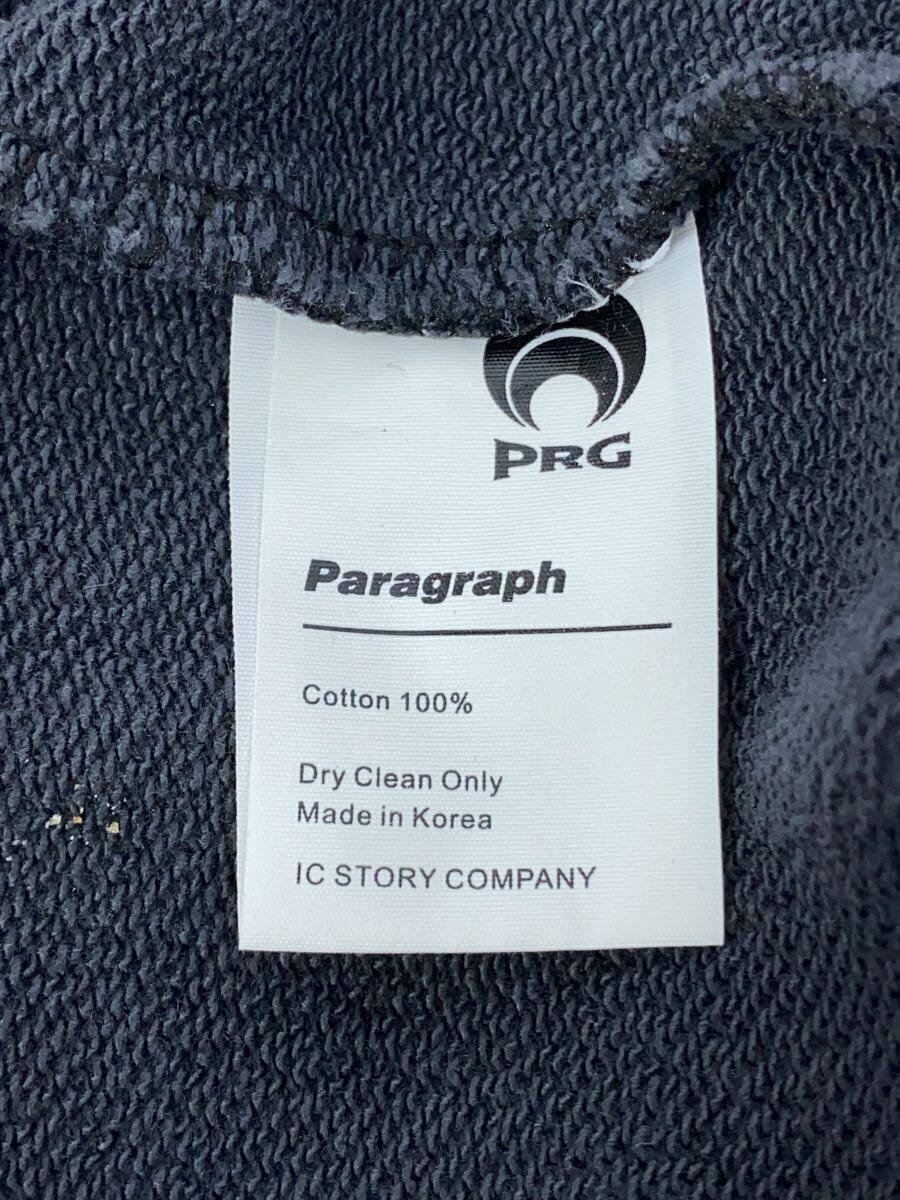 PRG
Paragraph
Cotton 100%
Dry Clean Only
Made in Korea
IC STORY COMPANY